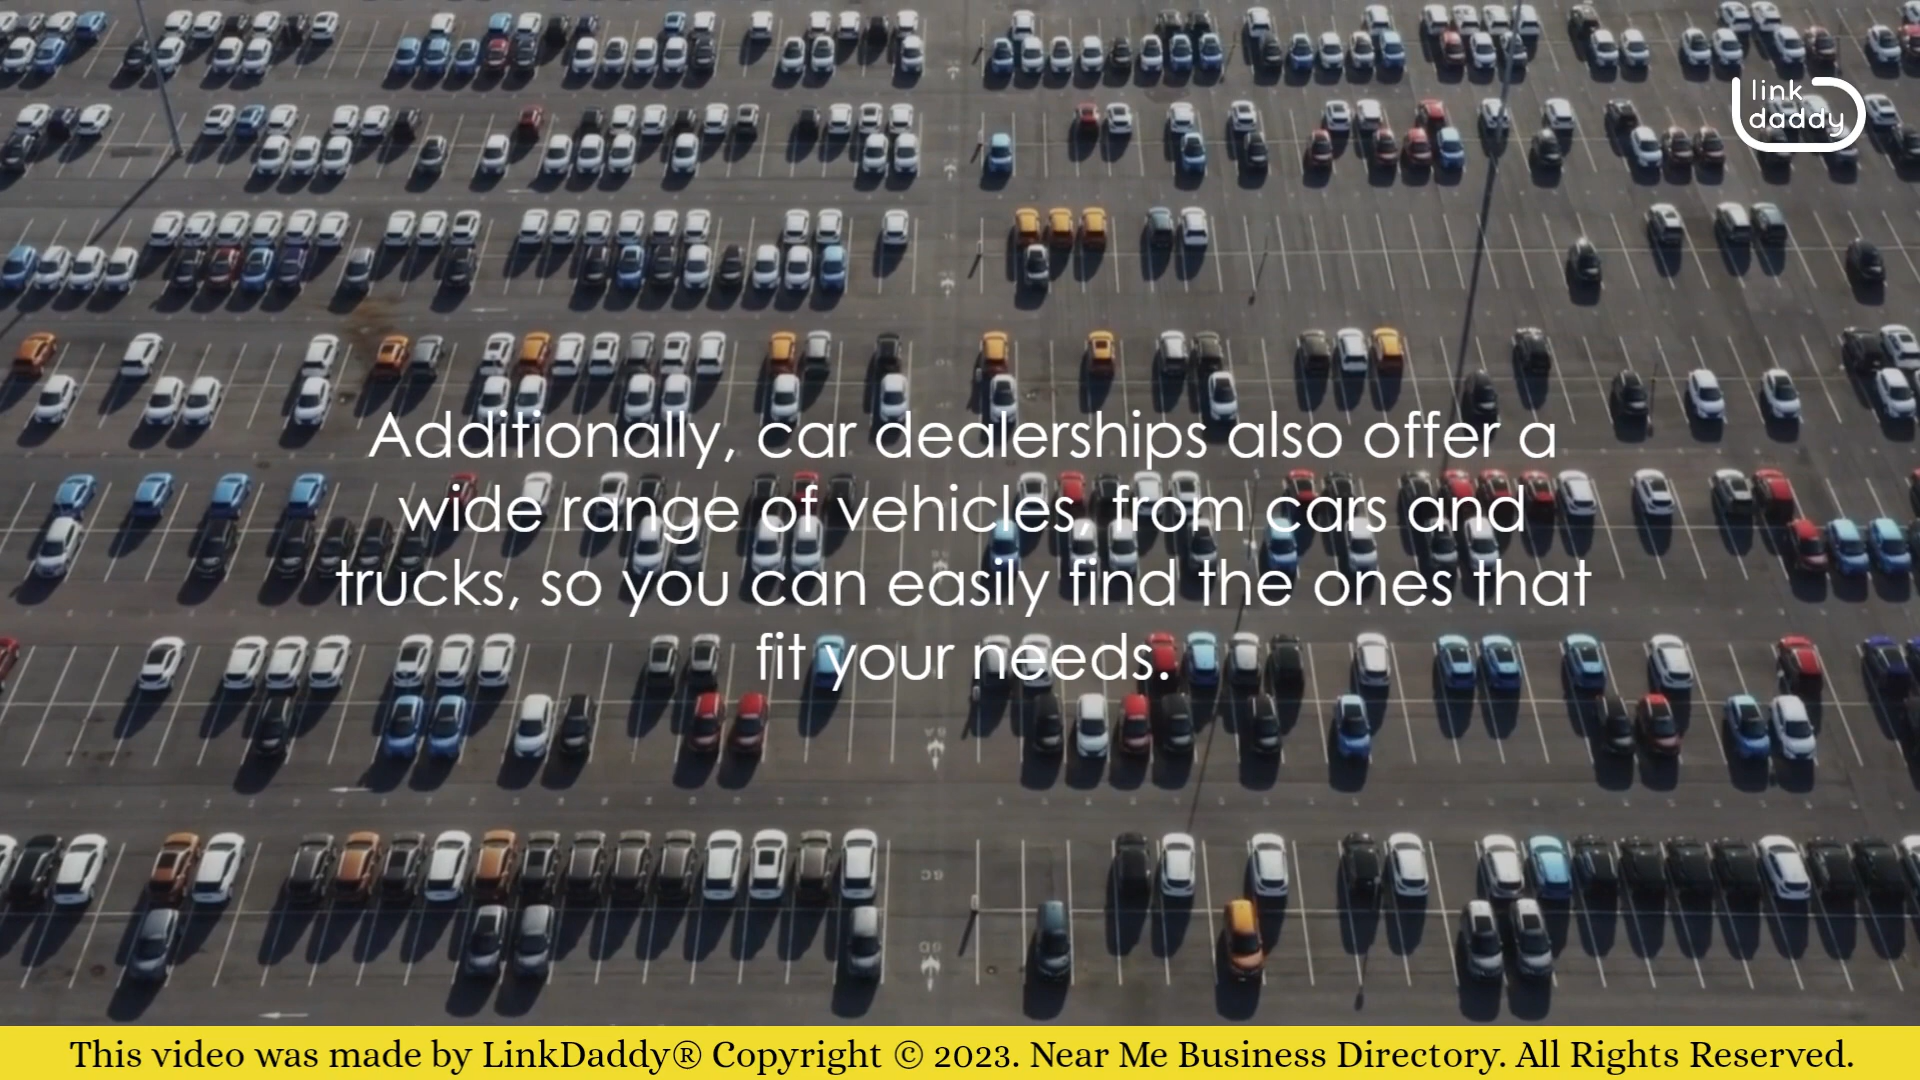 link
daddy
Additionally, car dealerships also offer a
wide range of vehicles, from cars and
trucks, so you can easily find the ones that
fit your needs.
This video was made by LinkDaddy® Copyright © 2023. Near Me Business Directory. All Rights Reserved.